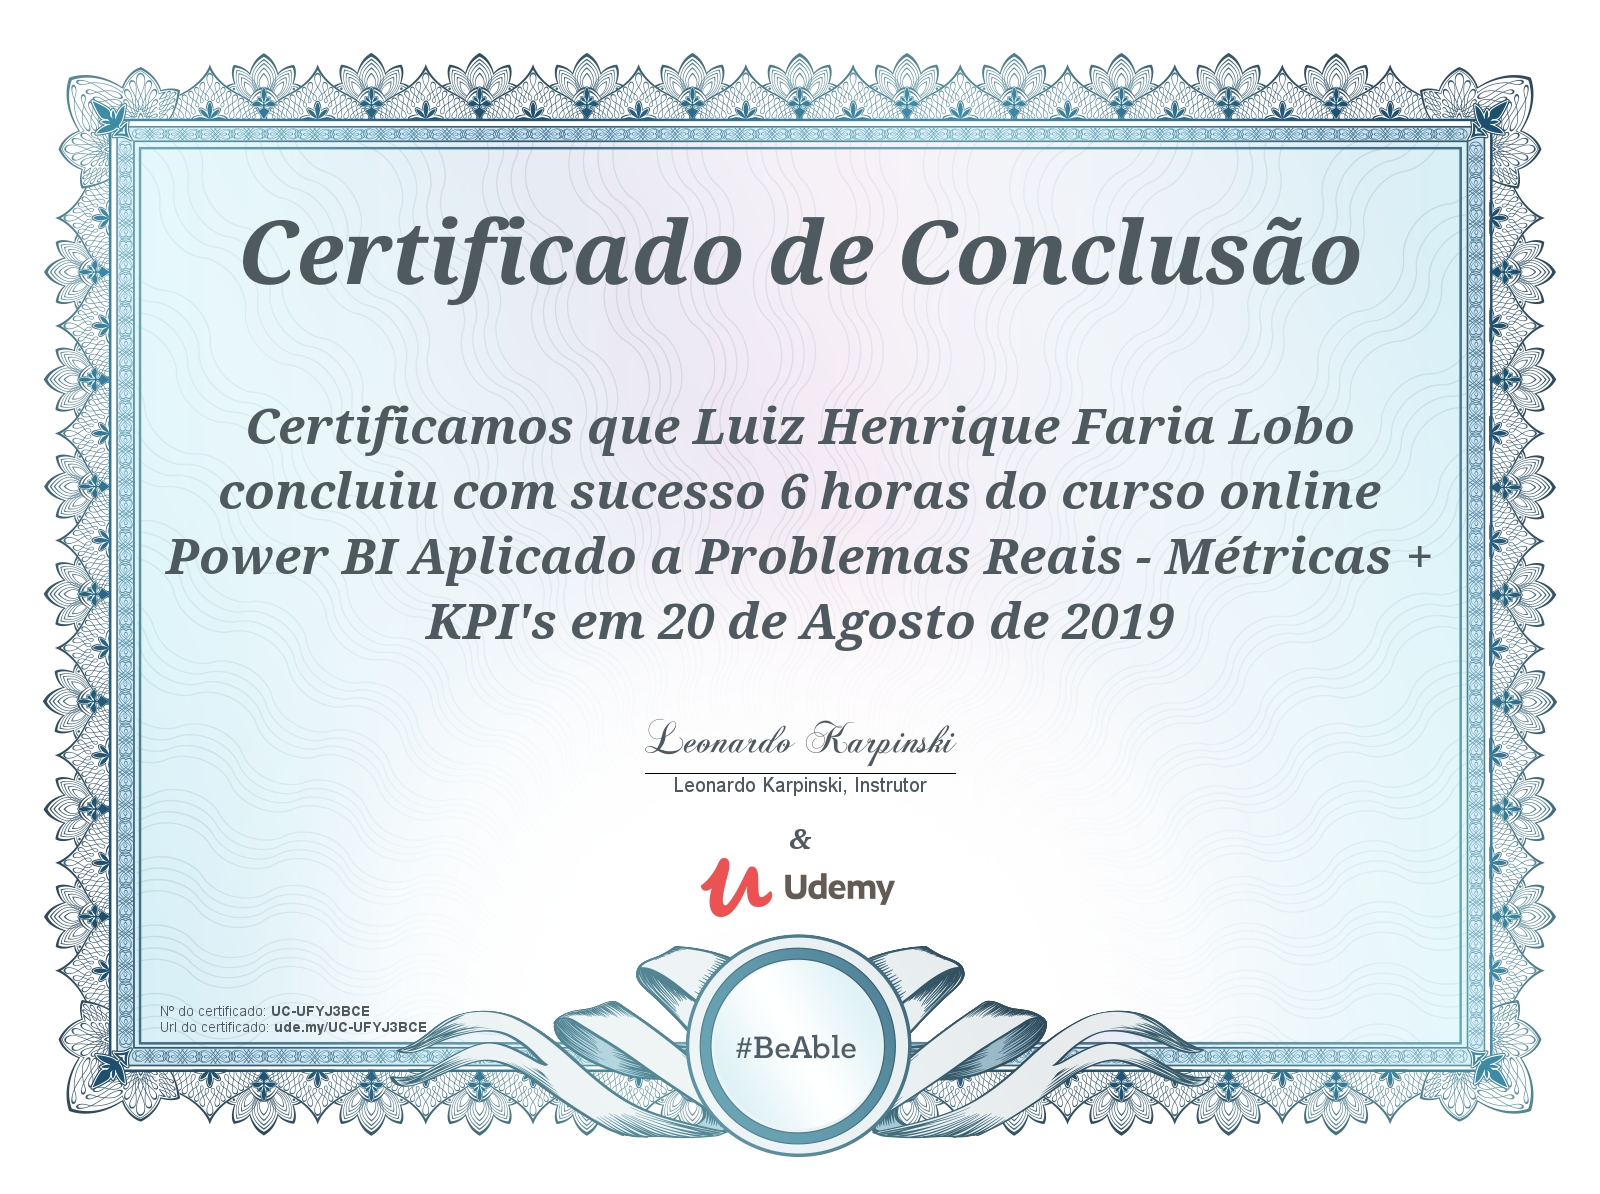 Certificado de Conclusão
Certificamos que Luiz Henrique Faria Lobo
concluiu com sucesso 6 horas do curso online
Power BI Aplicado a Problemas Reais - Métricas +
KPI's em 20 de Agosto de 2019
Leonardo Karpinski
Leonardo Karpinski, Instrutor
&
Udemy
Nº do certificado: UC-UFYJ3BCE
Url do certificado: ude.my/UC-UFYJ3BCE
#BeAble